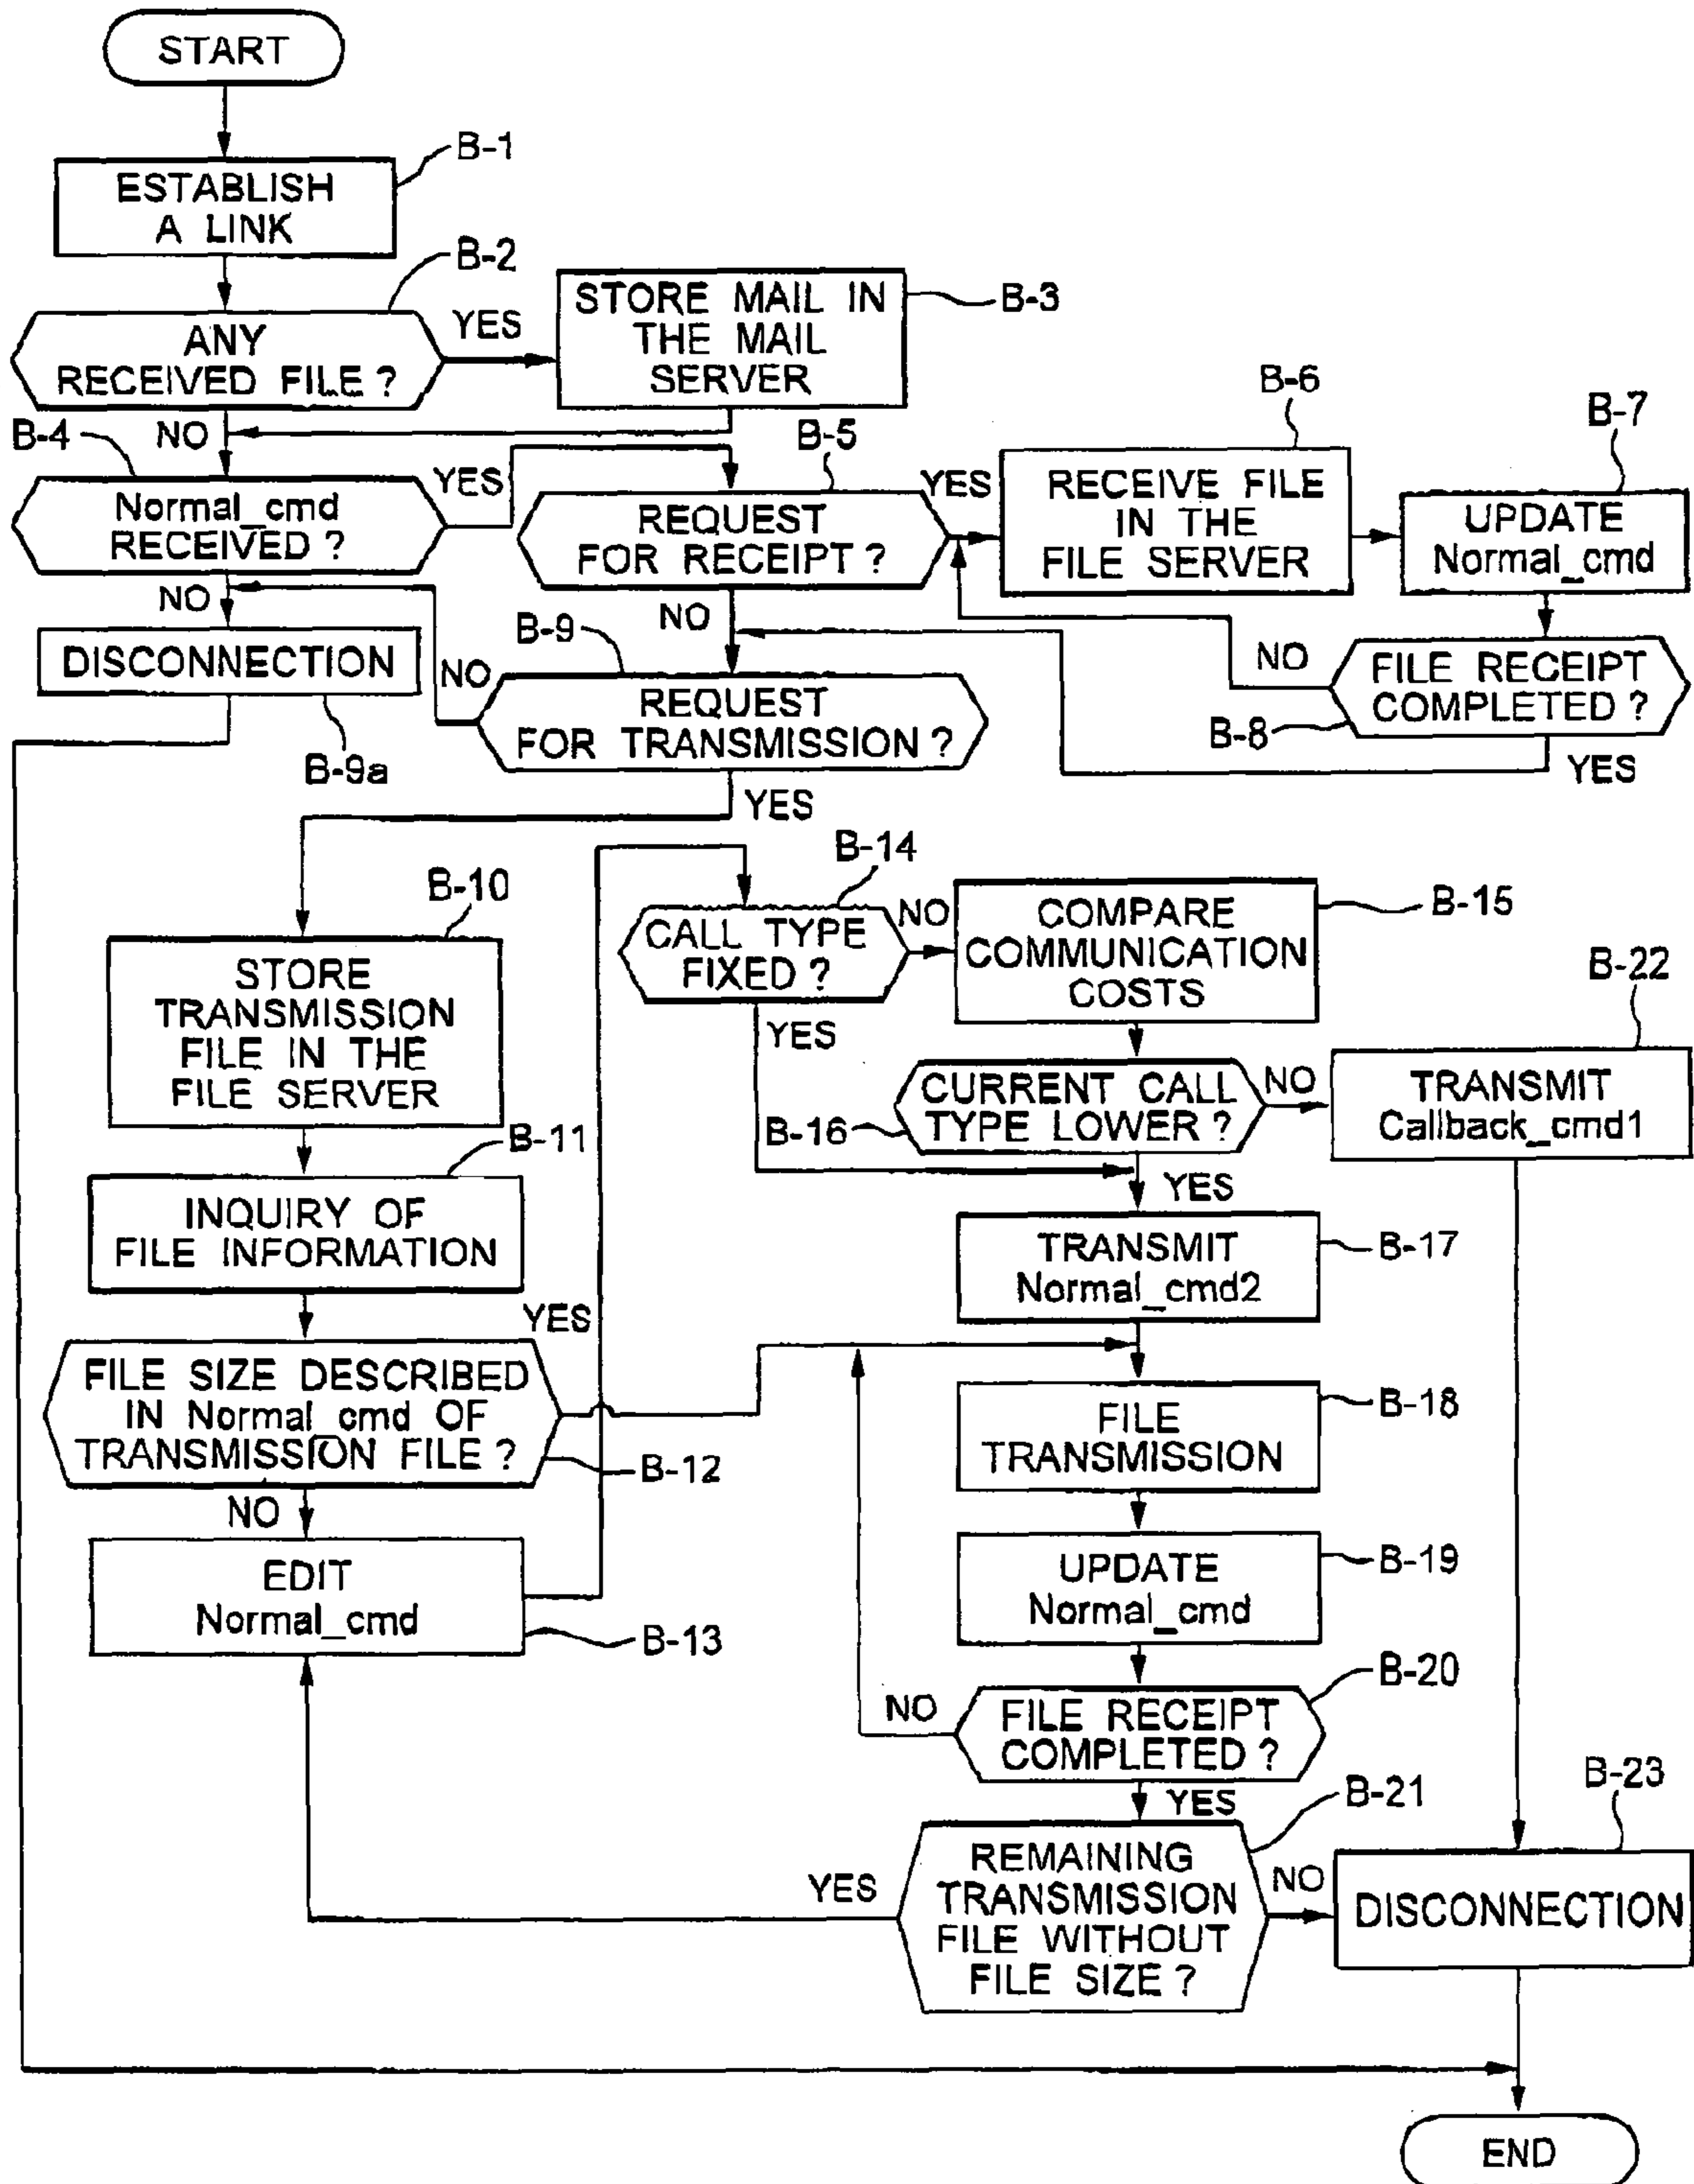 START
B-1
ESTABLISH
A LINK
B-2
ANY
RECEIVED FILE ?
YES
STORE MAIL IN
THE MAIL
SERVER
B-3
NO
B-4
Normal_cmd
RECEIVED ?
YES
B-5
REQUEST
FOR RECEIPT ?
YES
B-6
RECEIVE FILE
IN THE
FILE SERVER
B-7
UPDATE
Normal_cmd
NO
DISCONNECTION
B-9a
NO
B-9
NO
REQUEST
FOR TRANSMISSION ?
NO
FILE RECEIPT
COMPLETED ?
B-8
YES
YES
B-10
STORE
TRANSMISSION
FILE IN THE
FILE SERVER
B-11
INQUIRY OF
FILE INFORMATION
YES
FILE SIZE DESCRIBED
IN Normal_cmd OF
TRANSMISSION FILE ?
B-12
NO
EDIT
Normal_cmd
B-13
B-14
CALL TYPE
FIXED ?
NO
YES
COMPARE
COMMUNICATION
COSTS
B-15
CURRENT CALL
TYPE LOWER ?
B-16
NO
B-22
TRANSMIT
Callback_cmd1
YES
TRANSMIT
Normal_cmd2
B-17
FILE
TRANSMISSION
B-18
UPDATE
Normal_cmd
B-19
B-20
FILE RECEIPT
COMPLETED ?
NO
YES
B-21
REMAINING
TRANSMISSION
FILE WITHOUT
FILE SIZE ?
YES
NO
B-23
DISCONNECTION
END